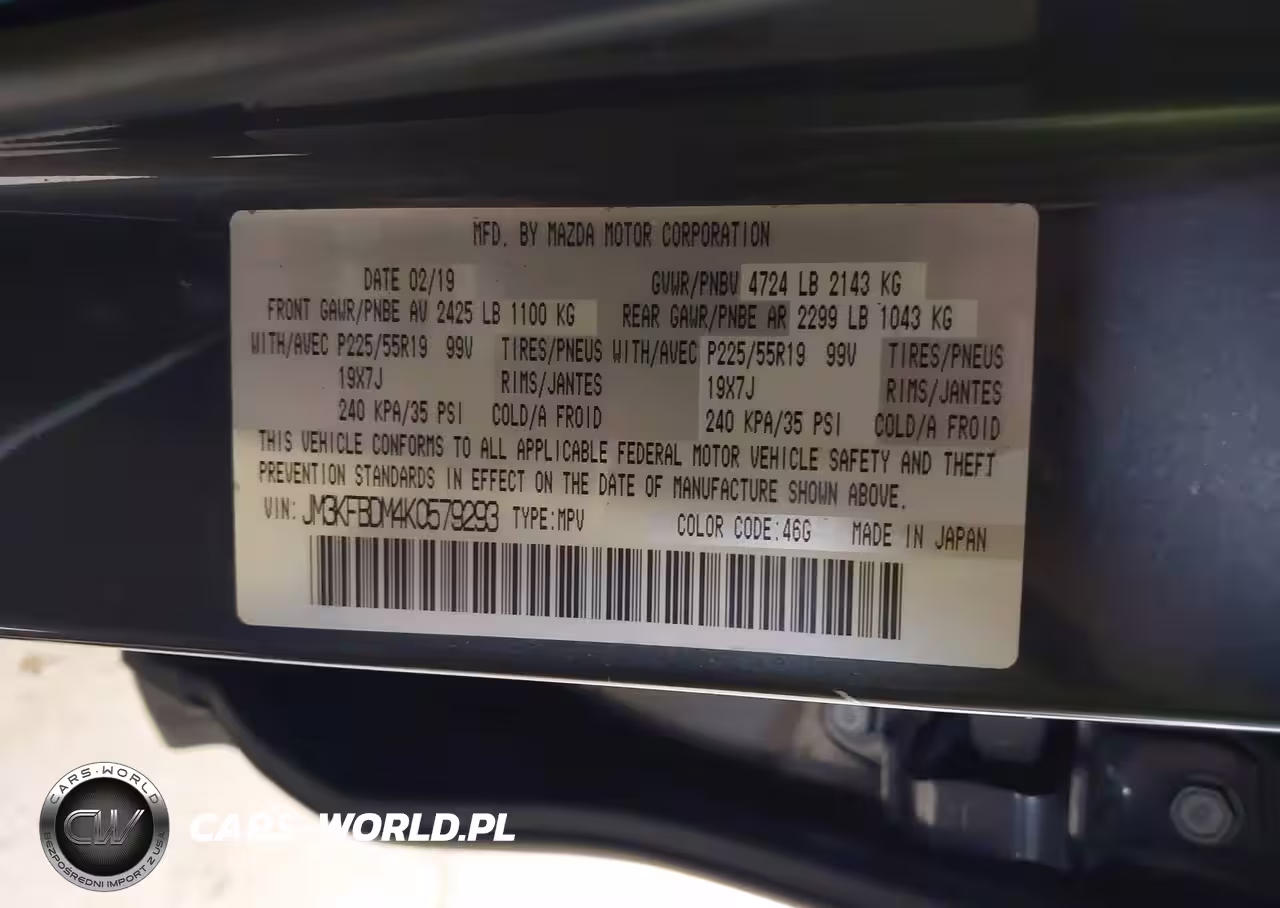 MFD. BY MAZDA MOTOR CORPORATION
DATE 02/19 GVWR/PNBV 4724 LB 2143 KG
FRONT GAWR/PNBE AV 2425 LB 1100 KG REAR GAWR/PNBE AR 2299 LB 1043 KG
WITH/AVEC P225/55R19 99V TIRES/PNEUS WITH/AVEC P225/55R19 99V TIRES/PNEUS
19X7J RIMS/JANTES 19X7J RIMS/JANTES
240 KPA/35 PSI COLD/A FROID 240 KPA/35 PSI COLD/A FROID
THIS VEHICLE CONFORMS TO ALL APPLICABLE FEDERAL MOTOR VEHICLE SAFETY AND THEFT
PREVENTION STANDARDS IN EFFECT ON THE DATE OF MANUFACTURE SHOWN ABOVE.
VIN: JM3KFBDM4K0579293 TYPE:MPV COLOR CODE:46G MADE IN JAPAN
CARS-WORLD
CW
BEZPOŚREDNI IMPORT Z USA
CARS-WORLD.PL